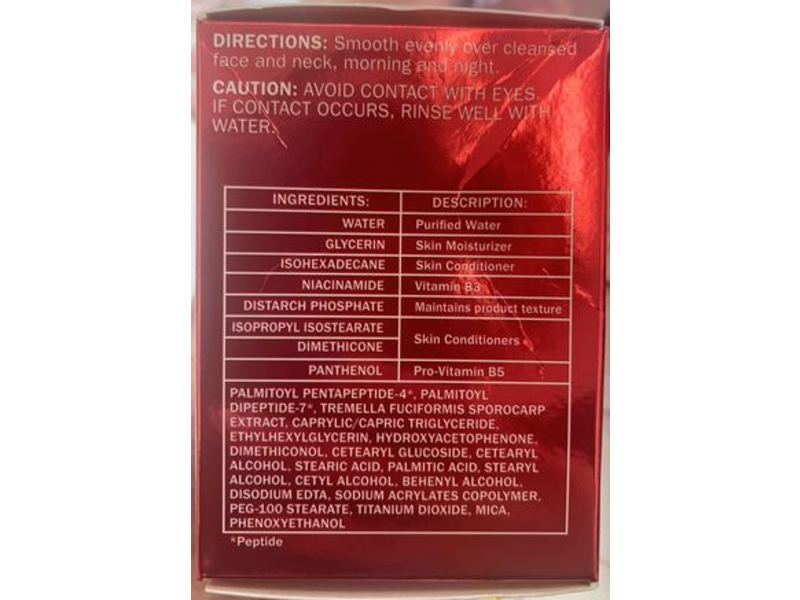 DIRECTIONS: Smooth evenly over cleansed
face and neck, morning and night.
CAUTION: AVOID CONTACT WITH EYES.
IF CONTACT OCCURS, RINSE WELL WITH
WATER.
INGREDIENTS: DESCRIPTION:
WATER Purified Water
GLYCERIN Skin Moisturizer
ISOHEXADECANE Skin Conditioner
NIACINAMIDE Vitamin B3
DISTARCH PHOSPHATE Maintains product texture
ISOPROPYL ISOSTEARATE
DIMETHICONE Skin Conditioners
PANTHENOL Pro-Vitamin B5
PALMITOYL PENTAPEPTIDE-4*, PALMITOYL
DIPEPTIDE-7*, TREMELLA FUCIFORMIS SPOROCARP
EXTRACT, CAPRYLIC/CAPRIC TRIGLYCERIDE,
ETHYLHEXYLGLYCERIN, HYDROXYACETOPHENONE,
DIMETHICONOL, CETEARYL GLUCOSIDE, CETEARYL
ALCOHOL, STEARIC ACID, PALMITIC ACID, STEARYL
ALCOHOL, CETYL ALCOHOL, BEHENYL ALCOHOL,
DISODIUM EDTA, SODIUM ACRYLATES COPOLYMER,
PEG-100 STEARATE, TITANIUM DIOXIDE, MICA,
PHENOXYETHANOL
*Peptide